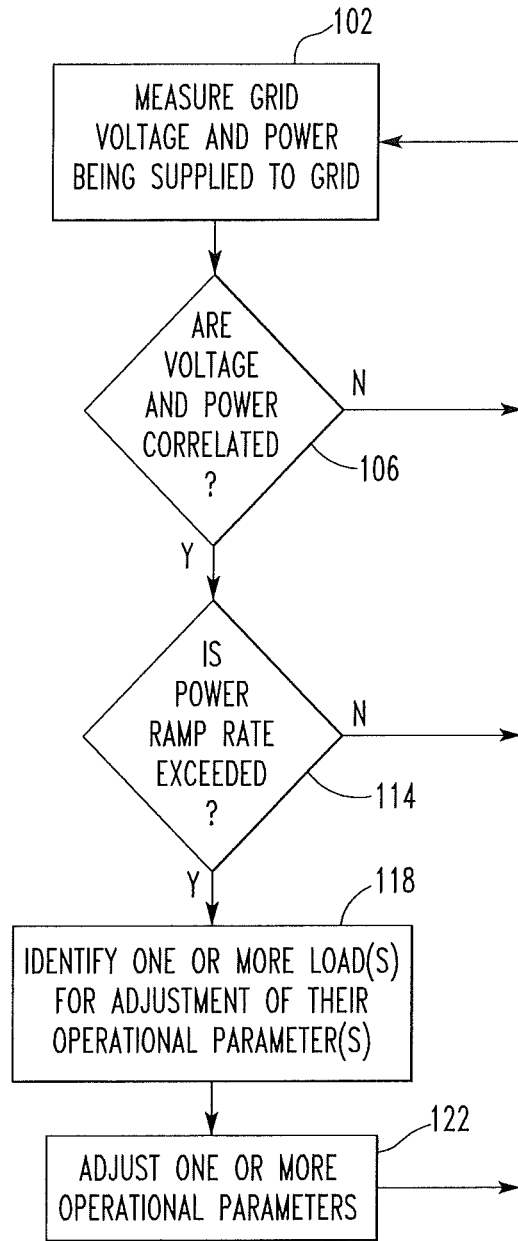 102
MEASURE GRID
VOLTAGE AND POWER
BEING SUPPLIED TO GRID
ARE
VOLTAGE
AND POWER
CORRELATED
?
N
106
Y
IS
POWER
RAMP RATE
EXCEEDED
?
N
114
Y
118
IDENTIFY ONE OR MORE LOAD(S)
FOR ADJUSTMENT OF THEIR
OPERATIONAL PARAMETER(S)
122
ADJUST ONE OR MORE
OPERATIONAL PARAMETERS